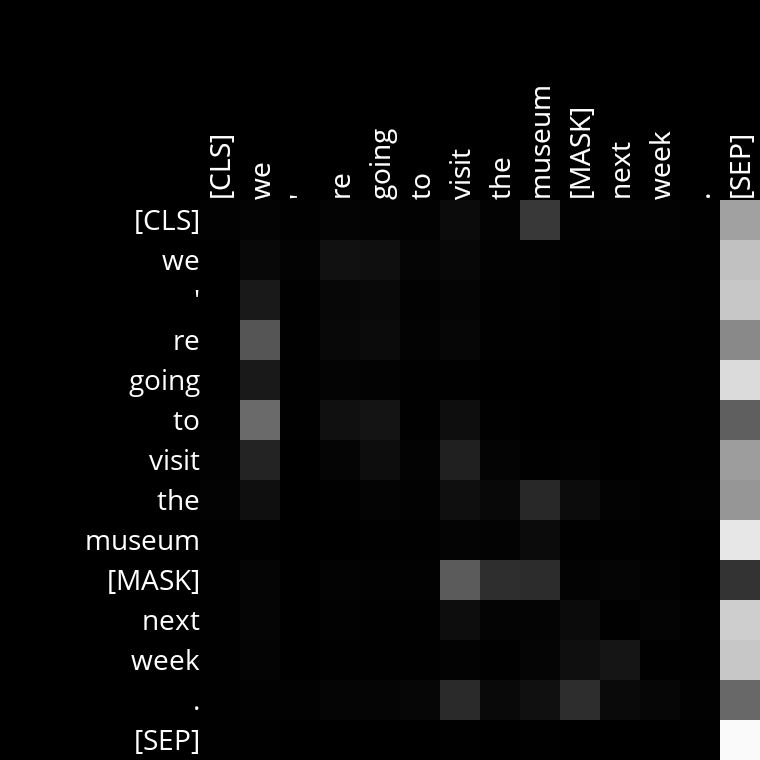 [CLS] we ' re going to visit the museum [MASK] next week . [SEP]
[CLS]
we
'
re
going
to
visit
the
museum
[MASK]
next
week
.
[SEP]